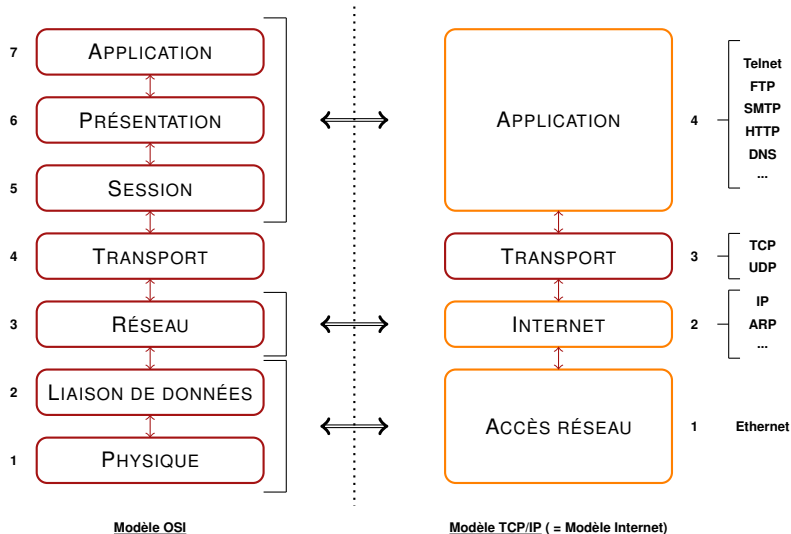 7
APPLICATION
6
PRÉSENTATION
5
SESSION
4
TRANSPORT
3
RÉSEAU
2
LIAISON DE DONNÉES
1
PHYSIQUE
Modèle OSI
APPLICATION
4
Telnet
FTP
SMTP
HTTP
DNS
...
TRANSPORT
3
TCP
UDP
INTERNET
2
IP
ARP
...
ACCÈS RÉSEAU
1
Ethernet
Modèle TCP/IP ( = Modèle Internet)